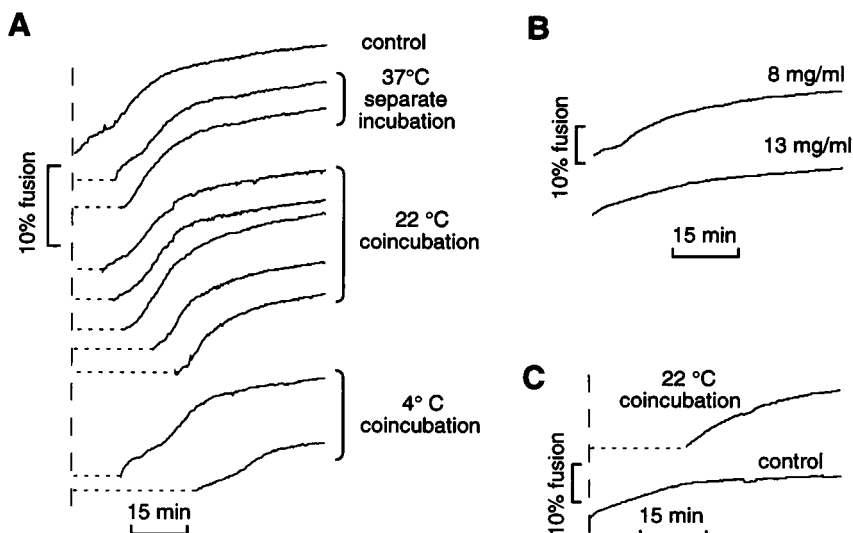 A
control
37°C
separate
incubation
10% fusion
22 °C
coincubation
4° C
coincubation
15 min
B
8 mg/ml
10% fusion
13 mg/ml
15 min
C
22 °C
coincubation
10% fusion
control
15 min